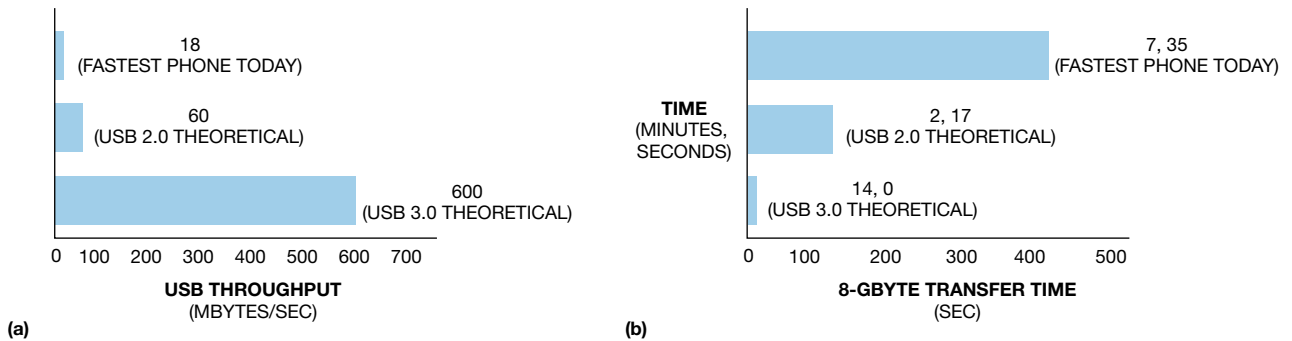 18
(FASTEST PHONE TODAY)
60
(USB 2.0 THEORETICAL)
600
(USB 3.0 THEORETICAL)
0 100 200 300 400 500 600 700
USB THROUGHPUT
(MBYTES/SEC)
(a)
7, 35
(FASTEST PHONE TODAY)
TIME
(MINUTES,
SECONDS)
2, 17
(USB 2.0 THEORETICAL)
14, 0
(USB 3.0 THEORETICAL)
0 100 200 300 400 500
8-GBYTE TRANSFER TIME
(SEC)
(b)